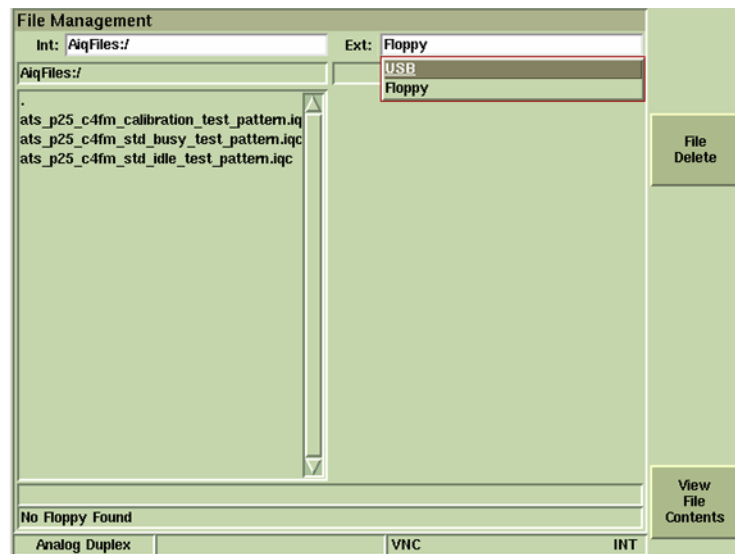 File Management
Int: AiqFiles:/
Ext: Floppy
AiqFiles:/
USB
Floppy
.
ats_p25_c4fm_calibration_test_pattern.iq
ats_p25_c4fm_std_busy_test_pattern.iqc
ats_p25_c4fm_std_idle_test_pattern.iqc
File
Delete
View
File
Contents
No Floppy Found
Analog Duplex
VNC
INT